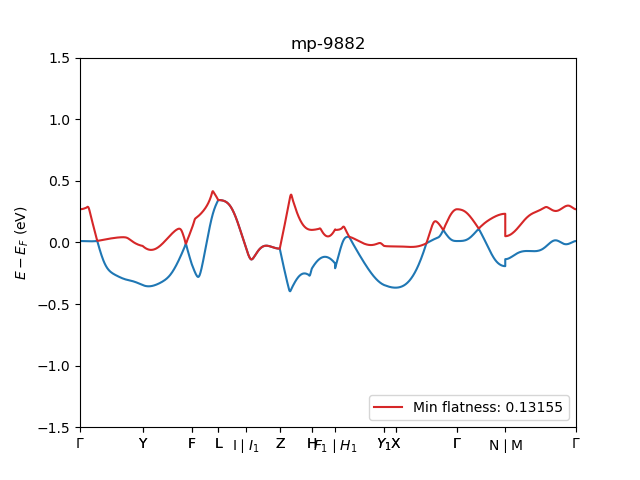 mp-9882
1.5
1.0
0.5
0.0
−0.5
−1.0
−1.5
E − E_F (eV)
Min flatness: 0.13155
Γ Y F L I | I₁ Z H F₁ | H₁ Y₁ X Γ N | M Γ